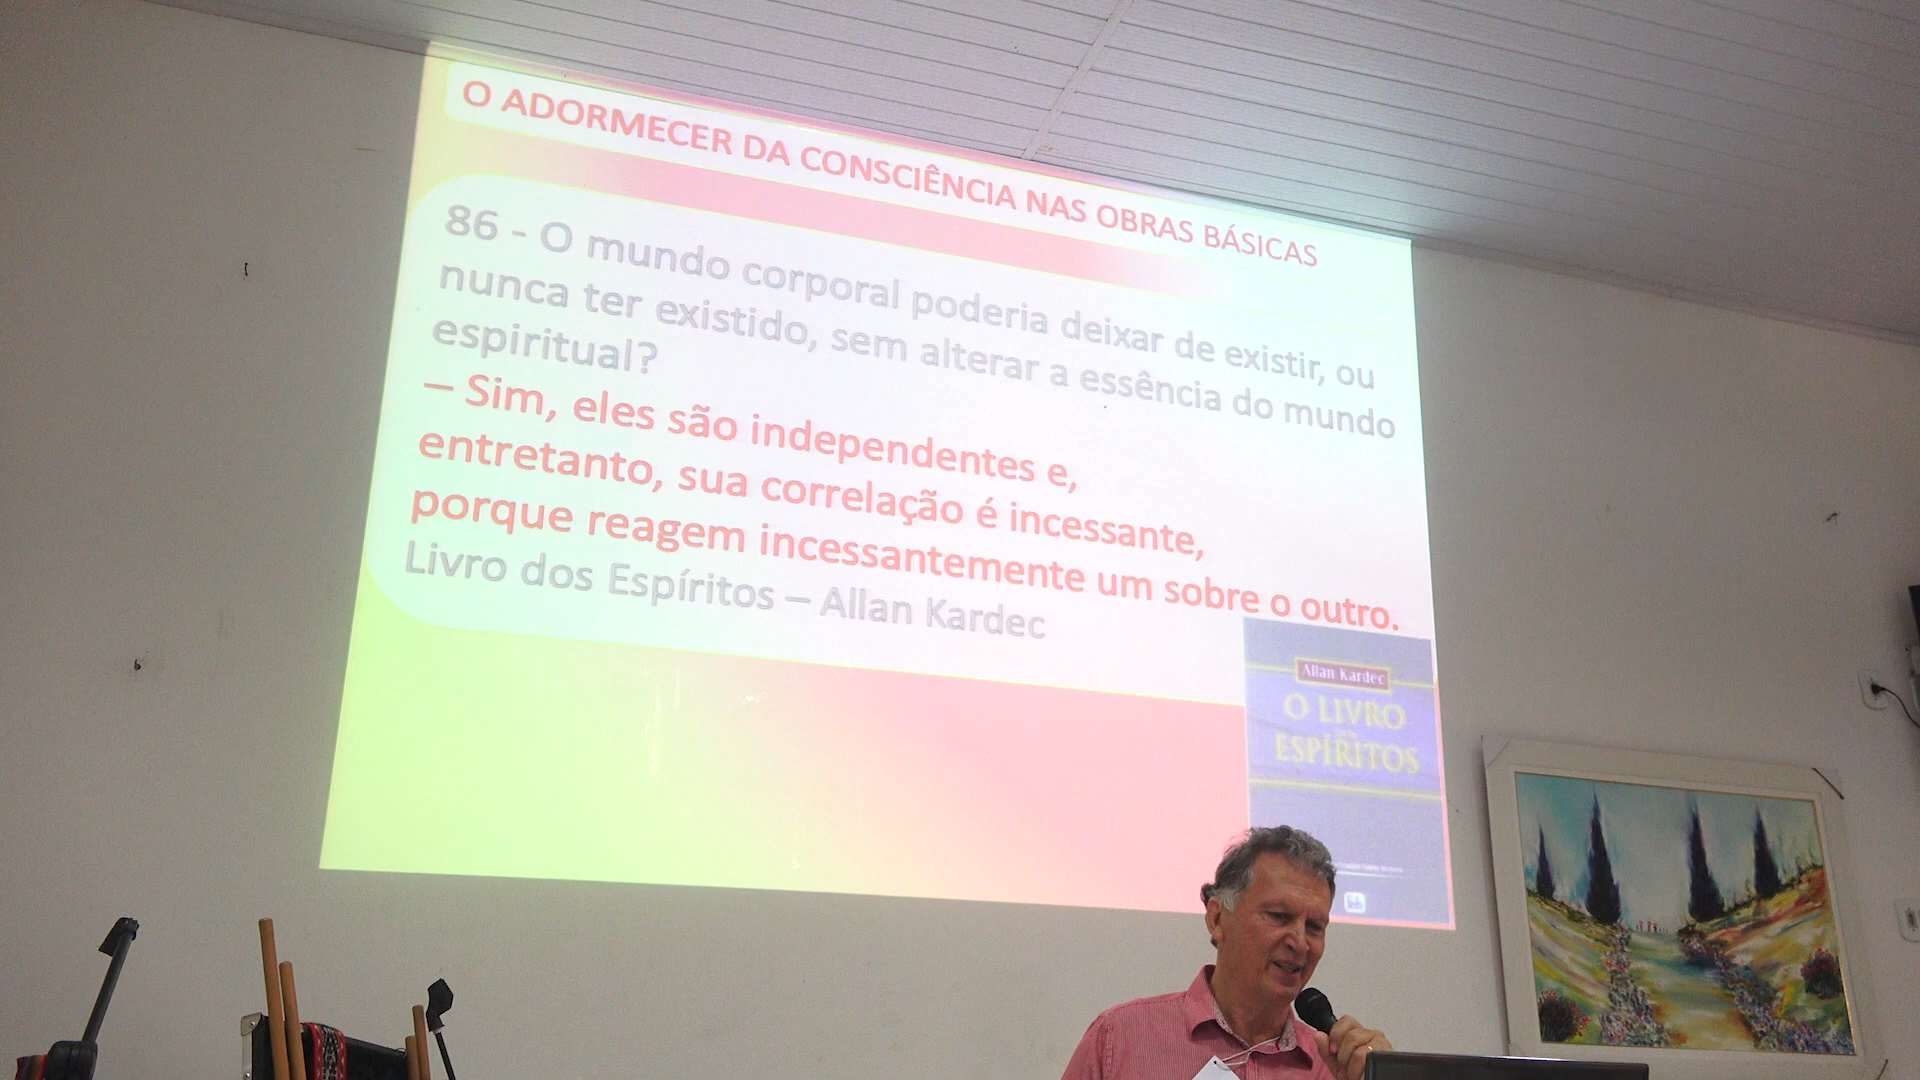 O ADORMECER DA CONSCIÊNCIA NAS OBRAS BÁSICAS
86 - O mundo corporal poderia deixar de existir, ou
nunca ter existido, sem alterar a essência do mundo
espiritual?
– Sim, eles são independentes e,
entretanto, sua correlação é incessante,
porque reagem incessantemente um sobre o outro.
Livro dos Espíritos – Allan Kardec
Allan Kardec
O LIVRO
ESPÍRITOS